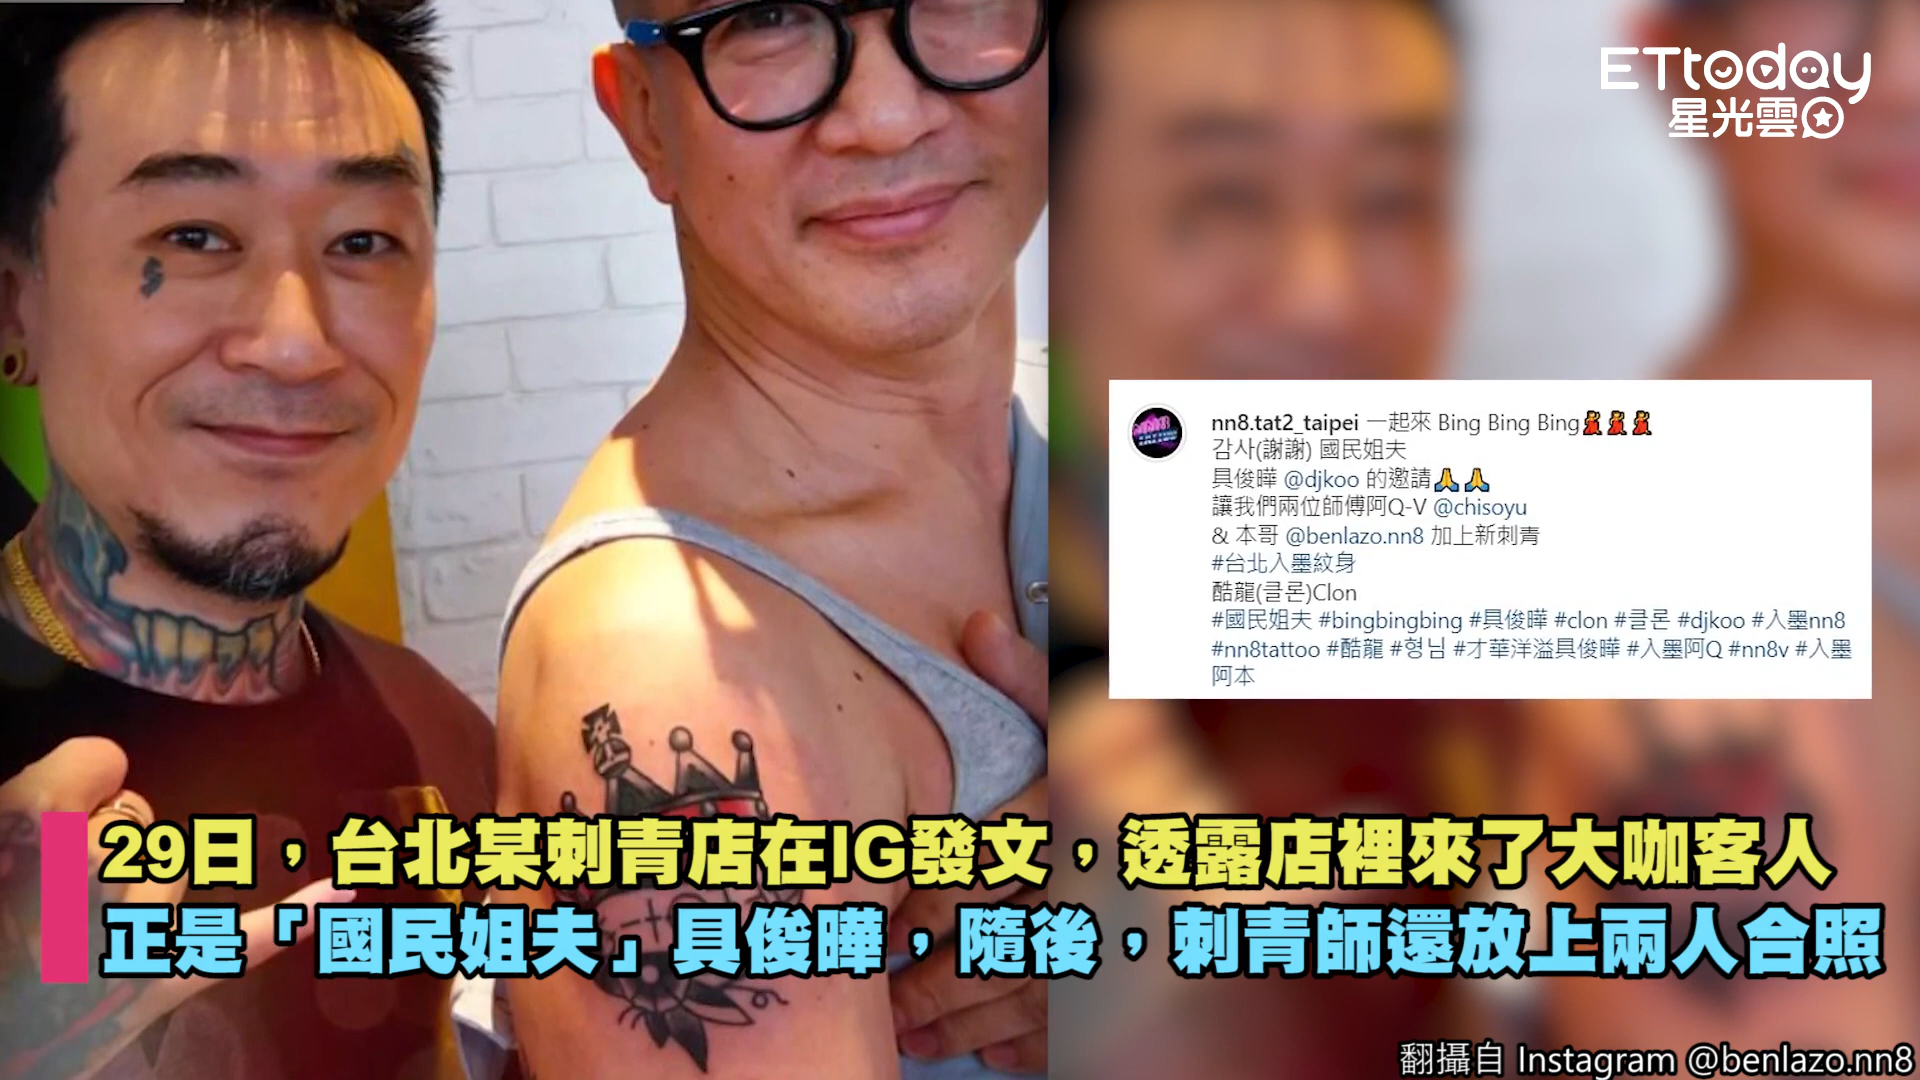 ETtoday
星光雲
nn8.tat2_taipei 一起來 Bing Bing Bing💃💃💃
감사(謝謝) 國民姐夫
具俊曄 @djkoo 的邀請🙏🙏
讓我們兩位師傅阿Q-V @chisoyu
& 本哥 @benlazo.nn8 加上新刺青
#台北入墨紋身
酷龍(클론)Clon
#國民姐夫 #bingbingbing #具俊曄 #clon #클론 #djkoo #入墨nn8
#nn8tattoo #酷龍 #형님 #才華洋溢具俊曄 #入墨阿Q #nn8v #入墨
阿本
29日，台北某刺青店在IG發文，透露店裡來了大咖客人
正是「國民姐夫」具俊曄，隨後，刺青師還放上兩人合照
翻攝自 Instagram @benlazo.nn8